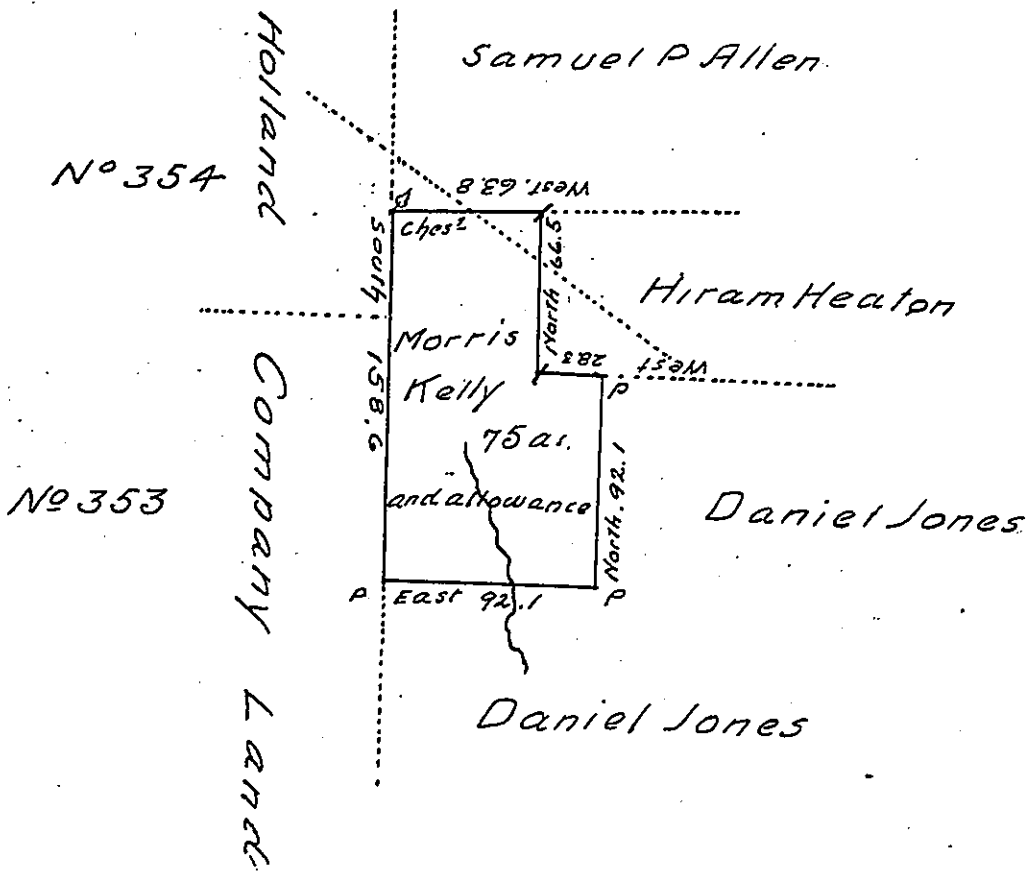 Samuel P Allen
Holland
Nº 354
West. 63.8
Chest
South 158.6
North 66.5
Hiram Heaton
Morris
Kelly
28.3
West
P
75 ac.
and allowance
North. 92.1
Nº 353
Company Land
Daniel Jones
P
East 92.1
P
Daniel Jones